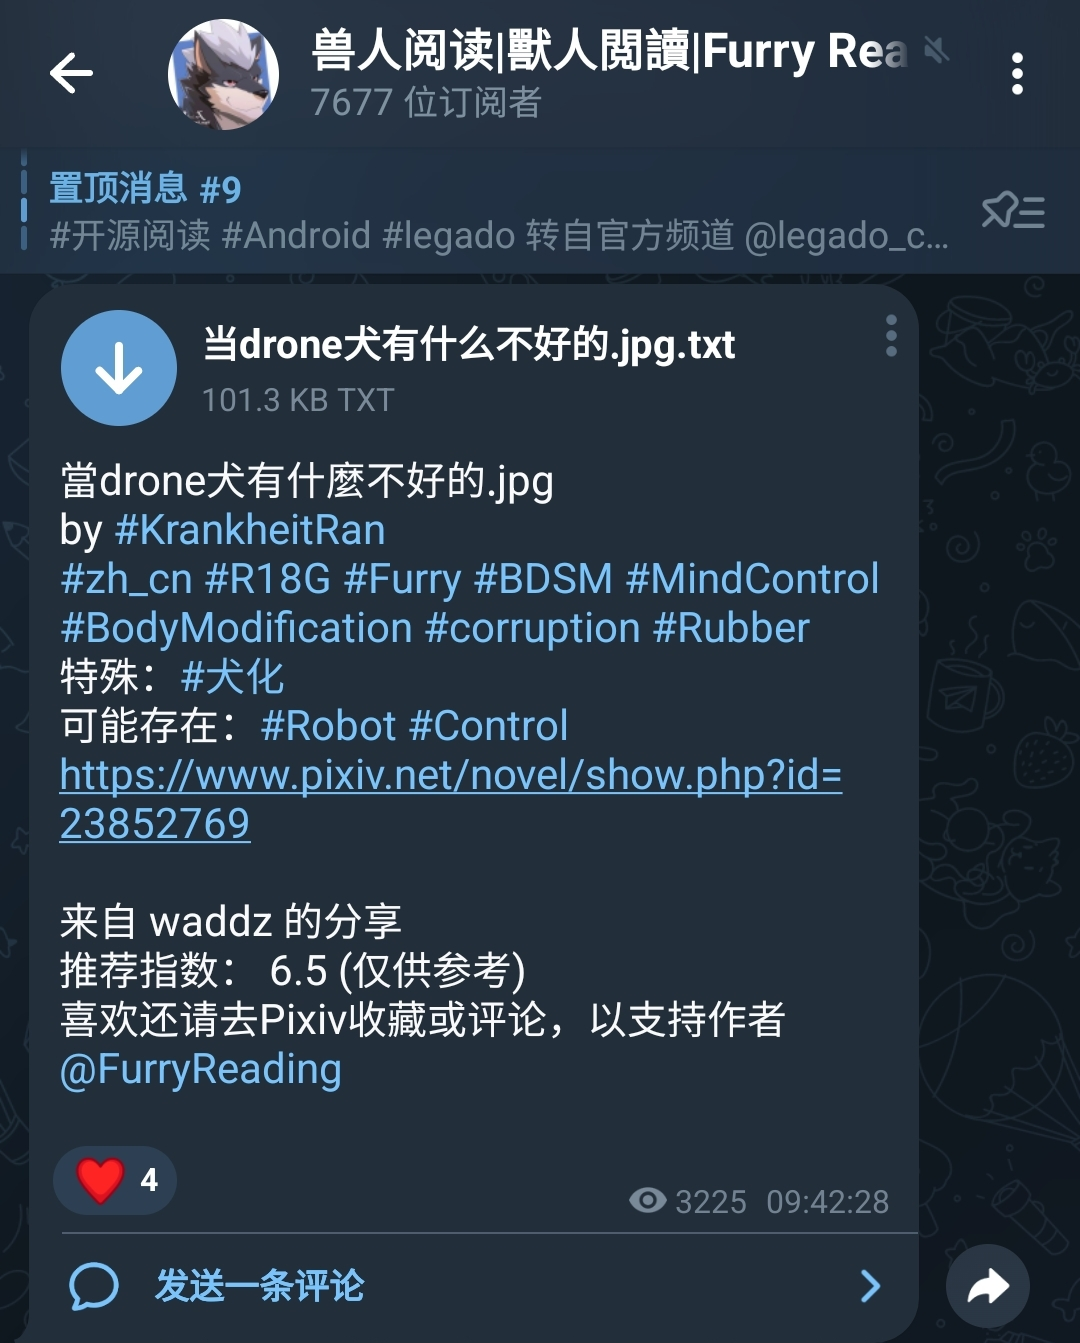 兽人阅读|獸人閱讀|Furry Rea
7677 位订阅者
置顶消息 #9
#开源阅读 #Android #legado 转自官方频道 @legado_c...
当drone犬有什么不好的.jpg.txt
101.3 KB TXT
當drone犬有什麼不好的.jpg
by #KrankheitRan
#zh_cn #R18G #Furry #BDSM #MindControl
#BodyModification #corruption #Rubber
特殊：#犬化
可能存在：#Robot #Control
https://www.pixiv.net/novel/show.php?id=
23852769
来自 waddz 的分享
推荐指数： 6.5 (仅供参考)
喜欢还请去Pixiv收藏或评论，以支持作者
@FurryReading
4
3225 09:42:28
发送一条评论